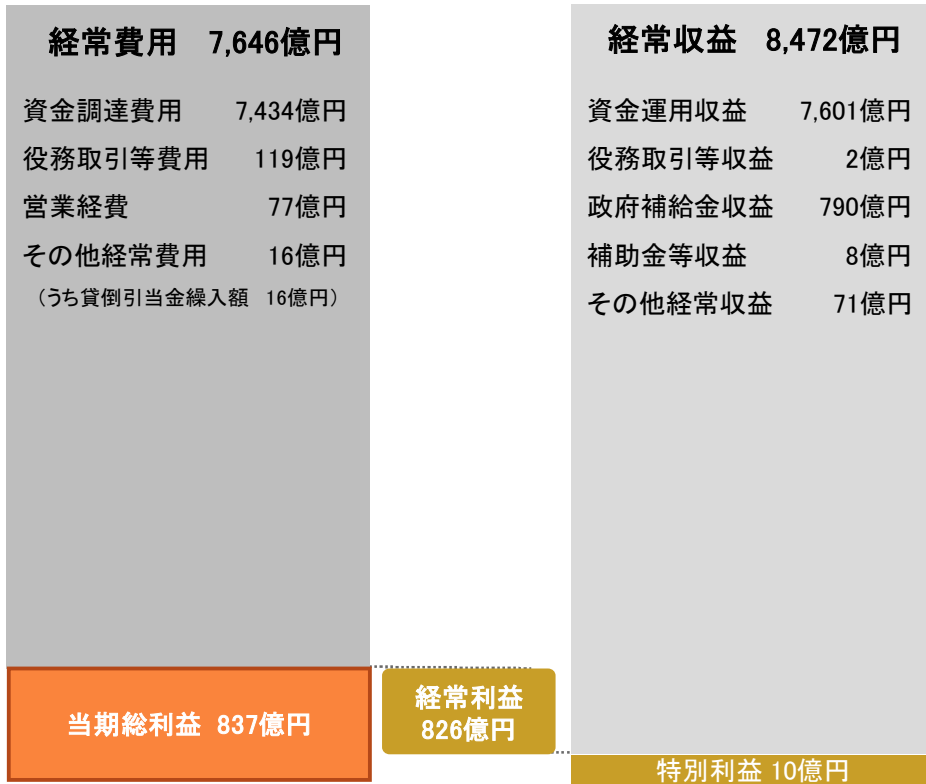 経常費用 7,646億円
資金調達費用 7,434億円
役務取引等費用 119億円
営業経費 77億円
その他経常費用 16億円
（うち貸倒引当金繰入額 16億円）
当期総利益 837億円
経常利益
826億円
経常収益 8,472億円
資金運用収益 7,601億円
役務取引等収益 2億円
政府補給金収益 790億円
補助金等収益 8億円
その他経常収益 71億円
特別利益 10億円